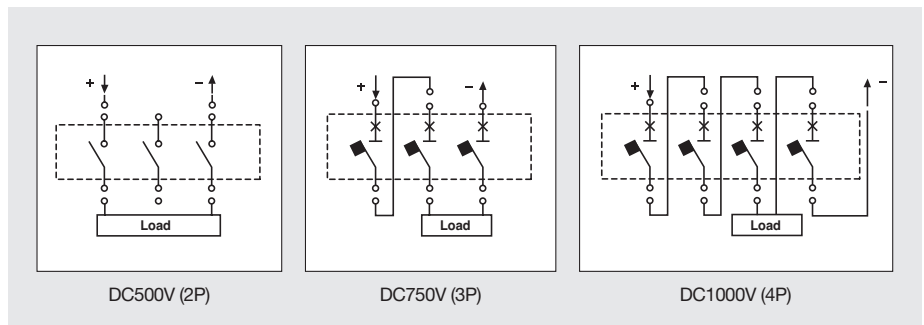 + −
Load
DC500V (2P)
+ −
Load
DC750V (3P)
+ −
Load
DC1000V (4P)